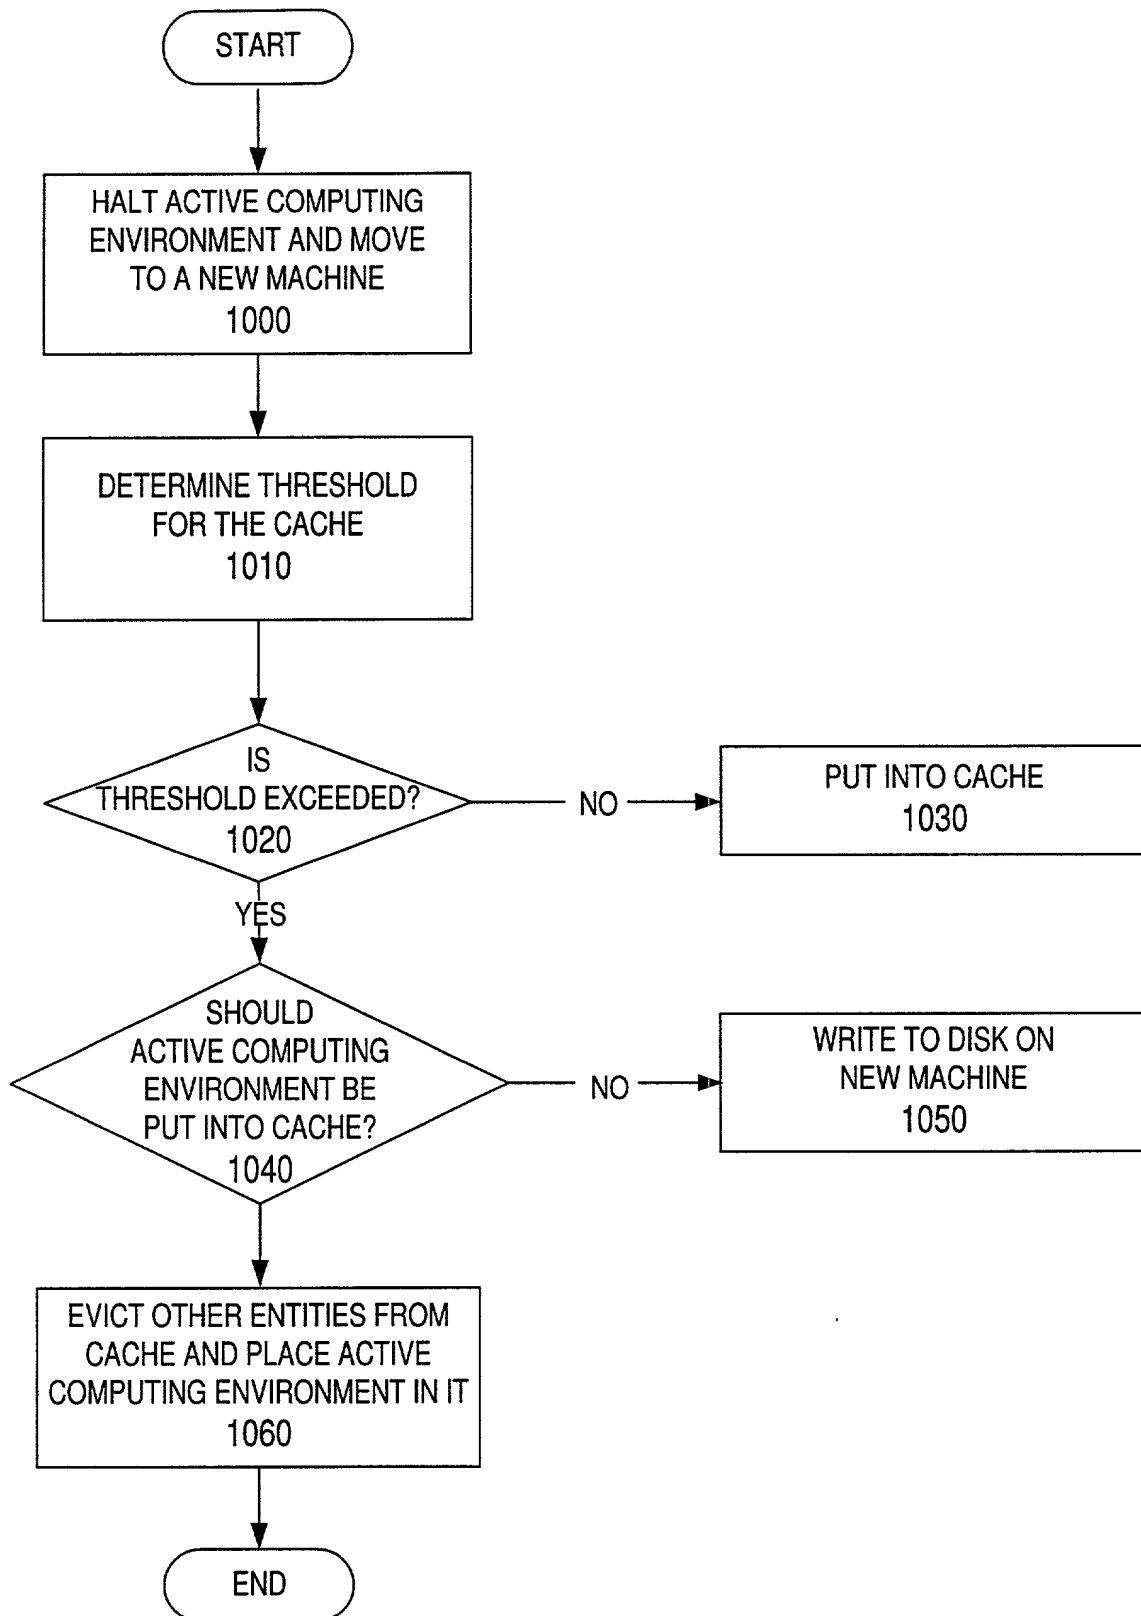 START
HALT ACTIVE COMPUTING
ENVIRONMENT AND MOVE
TO A NEW MACHINE
1000
DETERMINE THRESHOLD
FOR THE CACHE
1010
IS
THRESHOLD EXCEEDED?
1020
NO
PUT INTO CACHE
1030
YES
SHOULD
ACTIVE COMPUTING
ENVIRONMENT BE
PUT INTO CACHE?
1040
NO
WRITE TO DISK ON
NEW MACHINE
1050
EVICT OTHER ENTITIES FROM
CACHE AND PLACE ACTIVE
COMPUTING ENVIRONMENT IN IT
1060
END